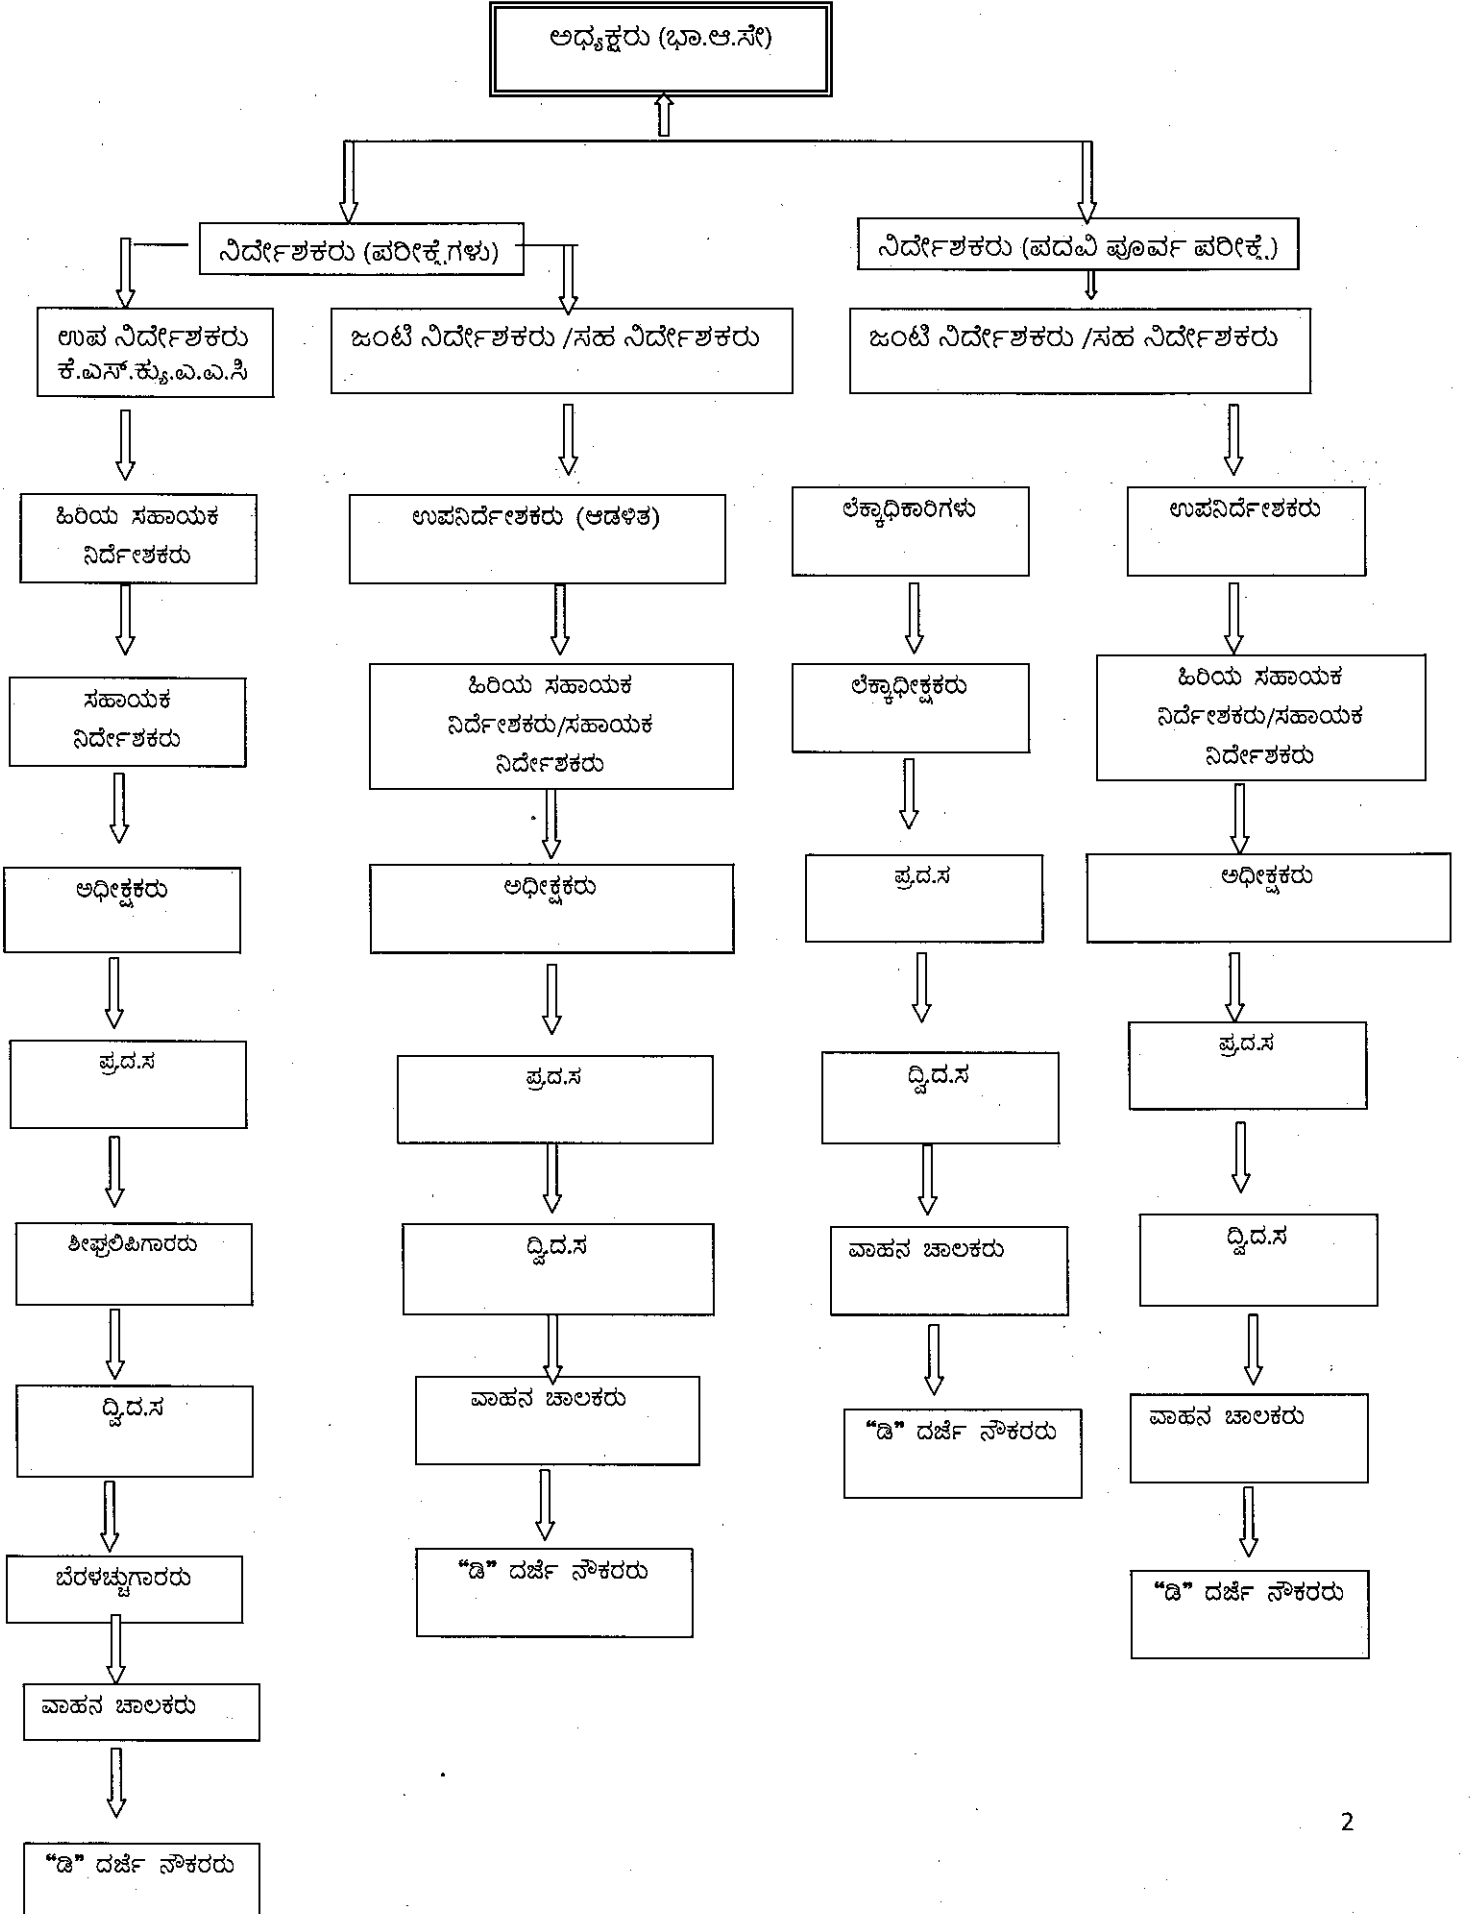 ಅಧ್ಯಕ್ಷರು (ಭಾ.ಆ.ಸೇ)
ನಿರ್ದೇಶಕರು (ಪರೀಕ್ಷೆಗಳು)
ನಿರ್ದೇಶಕರು (ಪದವಿ ಪೂರ್ವ ಪರೀಕ್ಷೆ)
ಉಪ ನಿರ್ದೇಶಕರು
ಕೆ.ಎಸ್.ಕ್ಯು.ಎ.ಎ.ಸಿ
ಜಂಟಿ ನಿರ್ದೇಶಕರು /ಸಹ ನಿರ್ದೇಶಕರು
ಜಂಟಿ ನಿರ್ದೇಶಕರು /ಸಹ ನಿರ್ದೇಶಕರು
ಹಿರಿಯ ಸಹಾಯಕ
ನಿರ್ದೇಶಕರು
ಉಪನಿರ್ದೇಶಕರು (ಆಡಳಿತ)
ಲೆಕ್ಕಾಧಿಕಾರಿಗಳು
ಉಪನಿರ್ದೇಶಕರು
ಸಹಾಯಕ
ನಿರ್ದೇಶಕರು
ಹಿರಿಯ ಸಹಾಯಕ
ನಿರ್ದೇಶಕರು/ಸಹಾಯಕ
ನಿರ್ದೇಶಕರು
ಲೆಕ್ಕಾಧೀಕ್ಷಕರು
ಹಿರಿಯ ಸಹಾಯಕ
ನಿರ್ದೇಶಕರು/ಸಹಾಯಕ
ನಿರ್ದೇಶಕರು
ಅಧೀಕ್ಷಕರು
ಅಧೀಕ್ಷಕರು
ಪ್ರ.ದ.ಸ
ಅಧೀಕ್ಷಕರು
ಪ್ರ.ದ.ಸ
ಪ್ರ.ದ.ಸ
ದ್ವಿ.ದ.ಸ
ಪ್ರ.ದ.ಸ
ಶೀಘ್ರಲಿಪಿಗಾರರು
ದ್ವಿ.ದ.ಸ
ವಾಹನ ಚಾಲಕರು
ದ್ವಿ.ದ.ಸ
ದ್ವಿ.ದ.ಸ
ವಾಹನ ಚಾಲಕರು
“ಡಿ” ದರ್ಜೆ ನೌಕರರು
ವಾಹನ ಚಾಲಕರು
ಬೆರಳಚ್ಚುಗಾರರು
“ಡಿ” ದರ್ಜೆ ನೌಕರರು
“ಡಿ” ದರ್ಜೆ ನೌಕರರು
ವಾಹನ ಚಾಲಕರು
“ಡಿ” ದರ್ಜೆ ನೌಕರರು
2